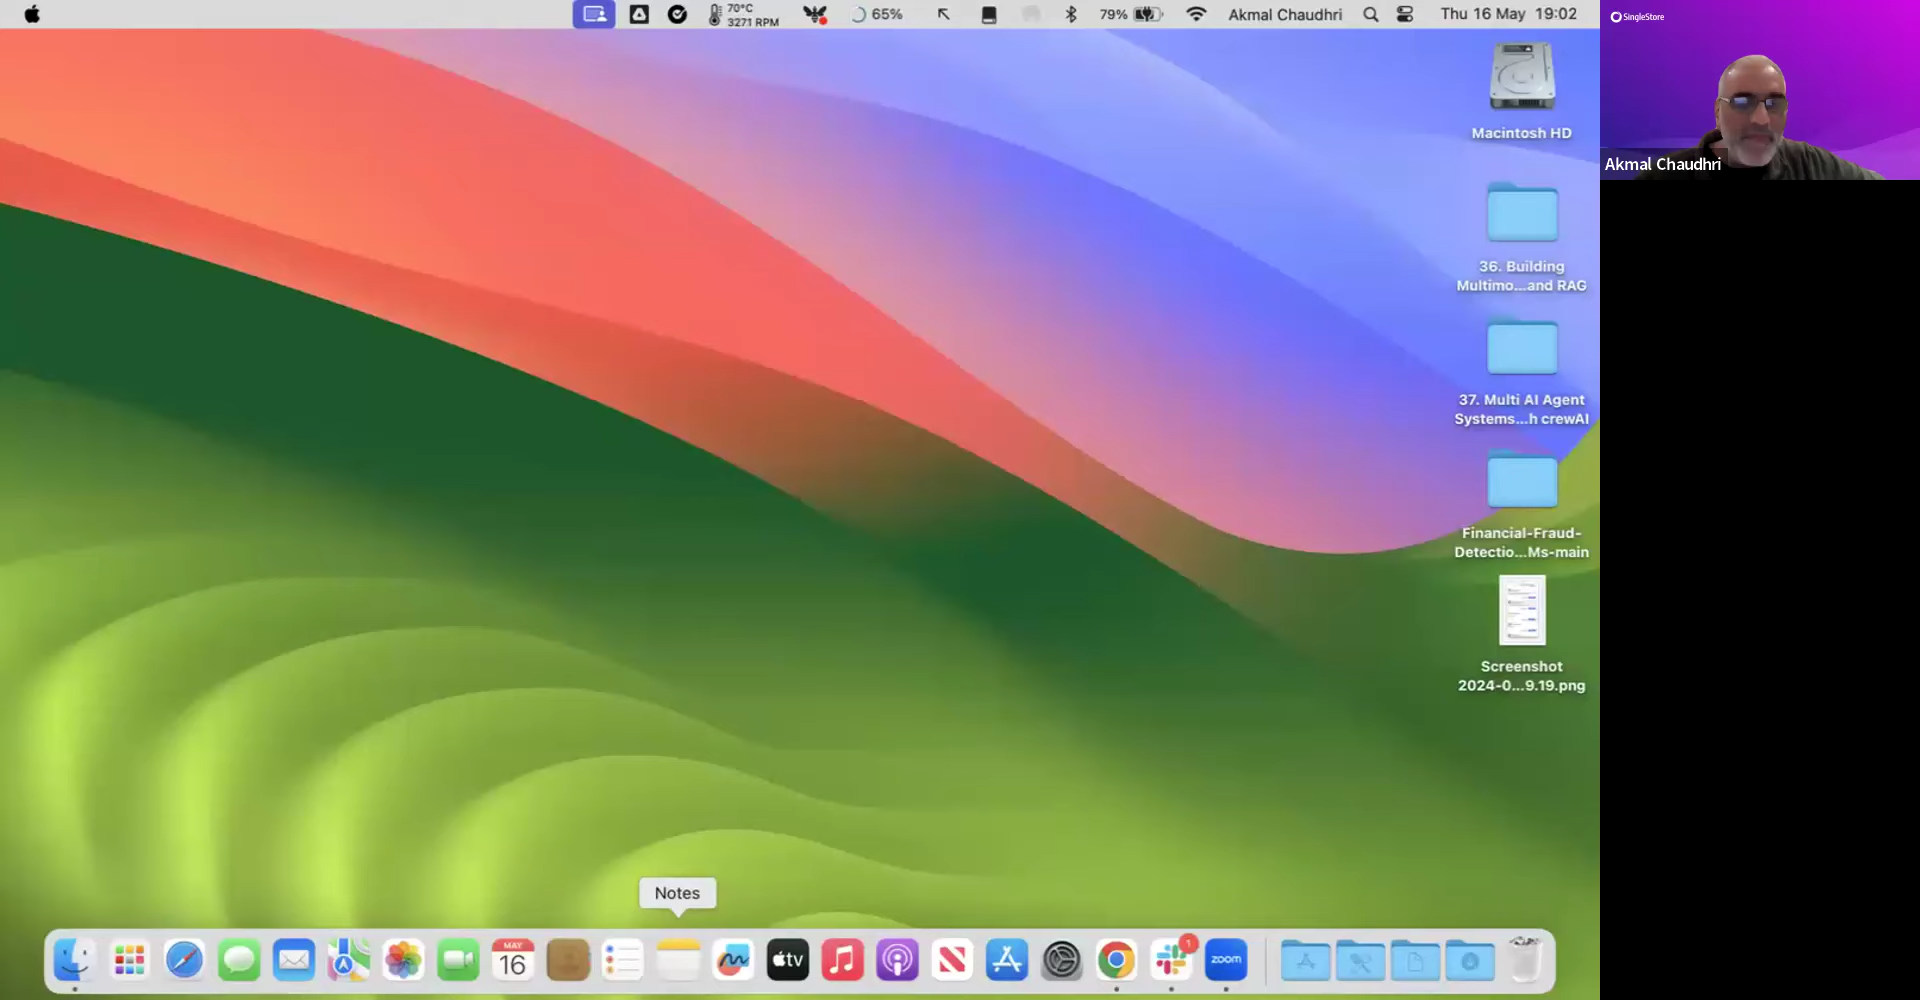 70°C
3271 RPM
65%
79%
Akmal Chaudhri
Thu 16 May 19:02
SingleStore
Akmal Chaudhri
Macintosh HD
36. Building
Multimo...and RAG
37. Multi AI Agent
Systems...h crewAI
Financial-Fraud-
Detectio...Ms-main
Screenshot
2024-0...9.19.png
Notes
MAY
16
tv
1
zoom